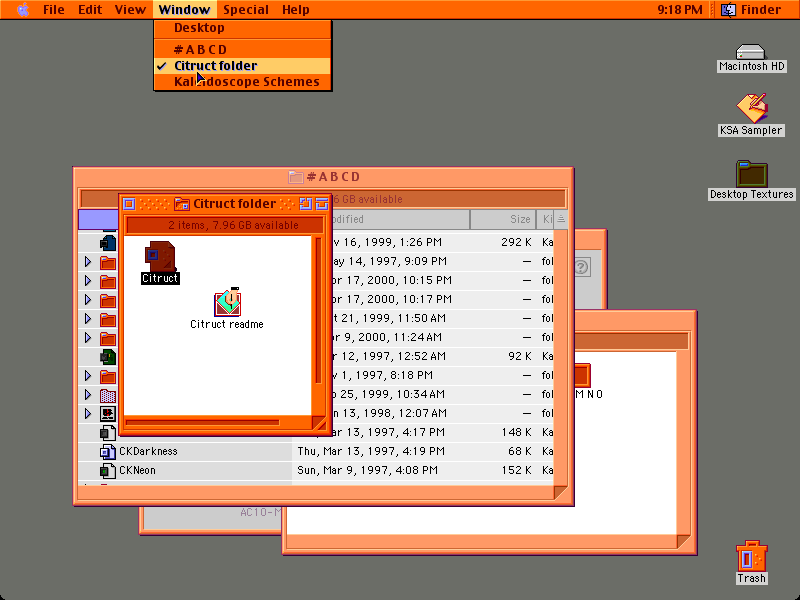 File Edit View Window Special Help 9:18 PM Finder
Desktop
#ABCD
Citruct folder
Kaleidoscope Schemes
Macintosh HD
KSA Sampler
Desktop Textures
#ABCD
6 GB available
Citruct folder
2 items, 7.96 GB available
odified Size Ki
v 16, 1999, 1:26 PM 292 K Ka
ay 14, 1997, 9:09 PM — fol
or 17, 2000, 10:15 PM — fol
or 17, 2000, 10:17 PM — fol
t 21, 1999, 11:50 AM — fol
or 9, 2000, 11:24 AM — fol
r 12, 1997, 12:52 AM 92 K Ka
v 1, 1997, 8:18 PM — fol
o 25, 1999, 10:34 AM — fol
n 13, 1998, 12:07 AM — fol
Citruct
Citruct readme
M N O
ar 13, 1997, 4:17 PM 148 K Ka
CKDarkness Thu, Mar 13, 1997, 4:19 PM 68 K Ka
CKNeon Sun, Mar 9, 1997, 4:08 PM 152 K Ka
AC10-M
Trash